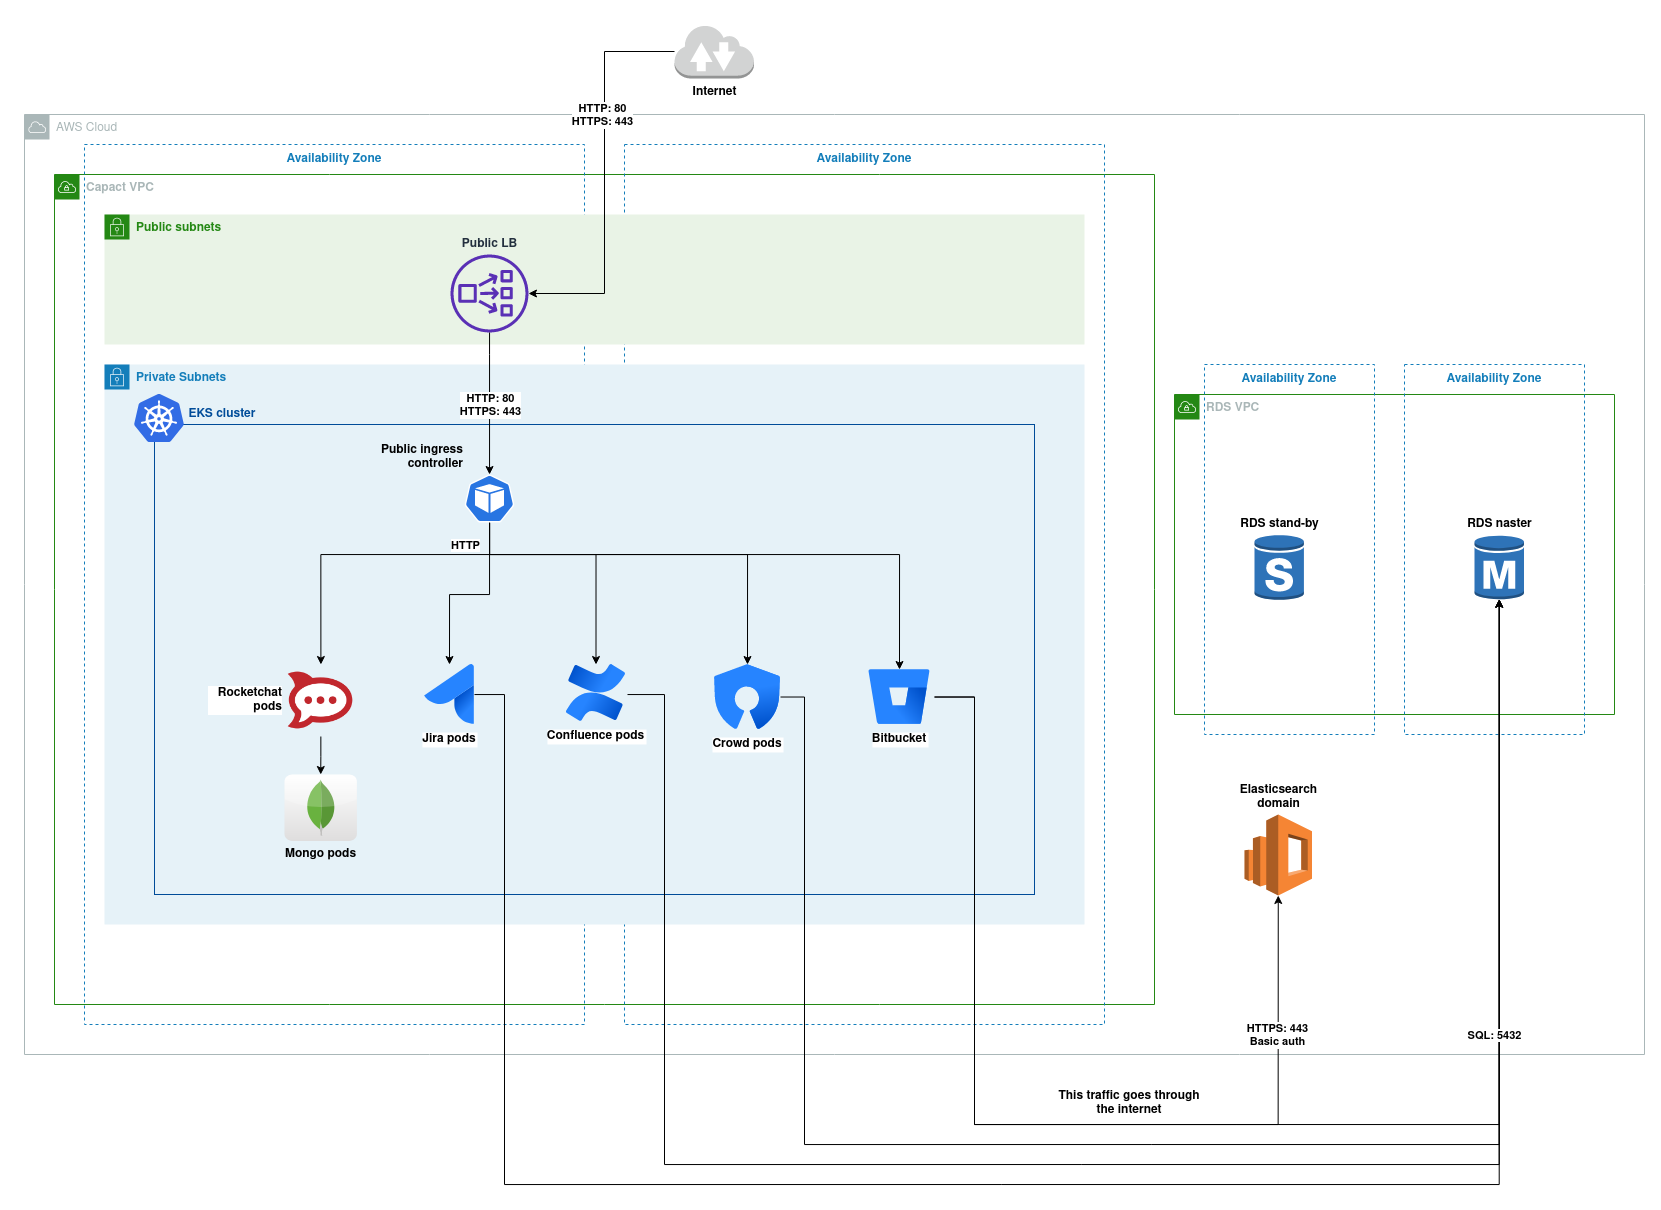 Internet
HTTP: 80
HTTPS: 443
AWS Cloud
Availability Zone
Availability Zone
Capact VPC
Public subnets
Public LB
Private Subnets
HTTP: 80
HTTPS: 443
EKS cluster
Public ingress
controller
HTTP
Rocketchat
pods
Jira pods
Confluence pods
Crowd pods
Bitbucket
Mongo pods
Availability Zone
Availability Zone
RDS VPC
RDS stand-by
S
RDS naster
M
Elasticsearch
domain
HTTPS: 443
Basic auth
SQL: 5432
This traffic goes through
the internet